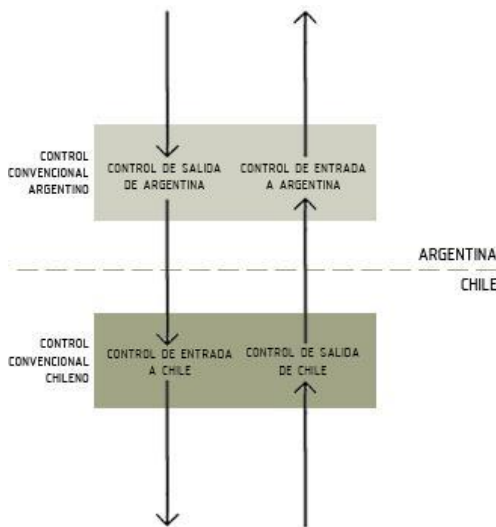 CONTROL
CONVENCIONAL
ARGENTINO
CONTROL DE SALIDA
DE ARGENTINA
CONTROL DE ENTRADA
A ARGENTINA
ARGENTINA
CHILE
CONTROL
CONVENCIONAL
CHILENO
CONTROL DE ENTRADA
A CHILE
CONTROL DE SALIDA
DE CHILE